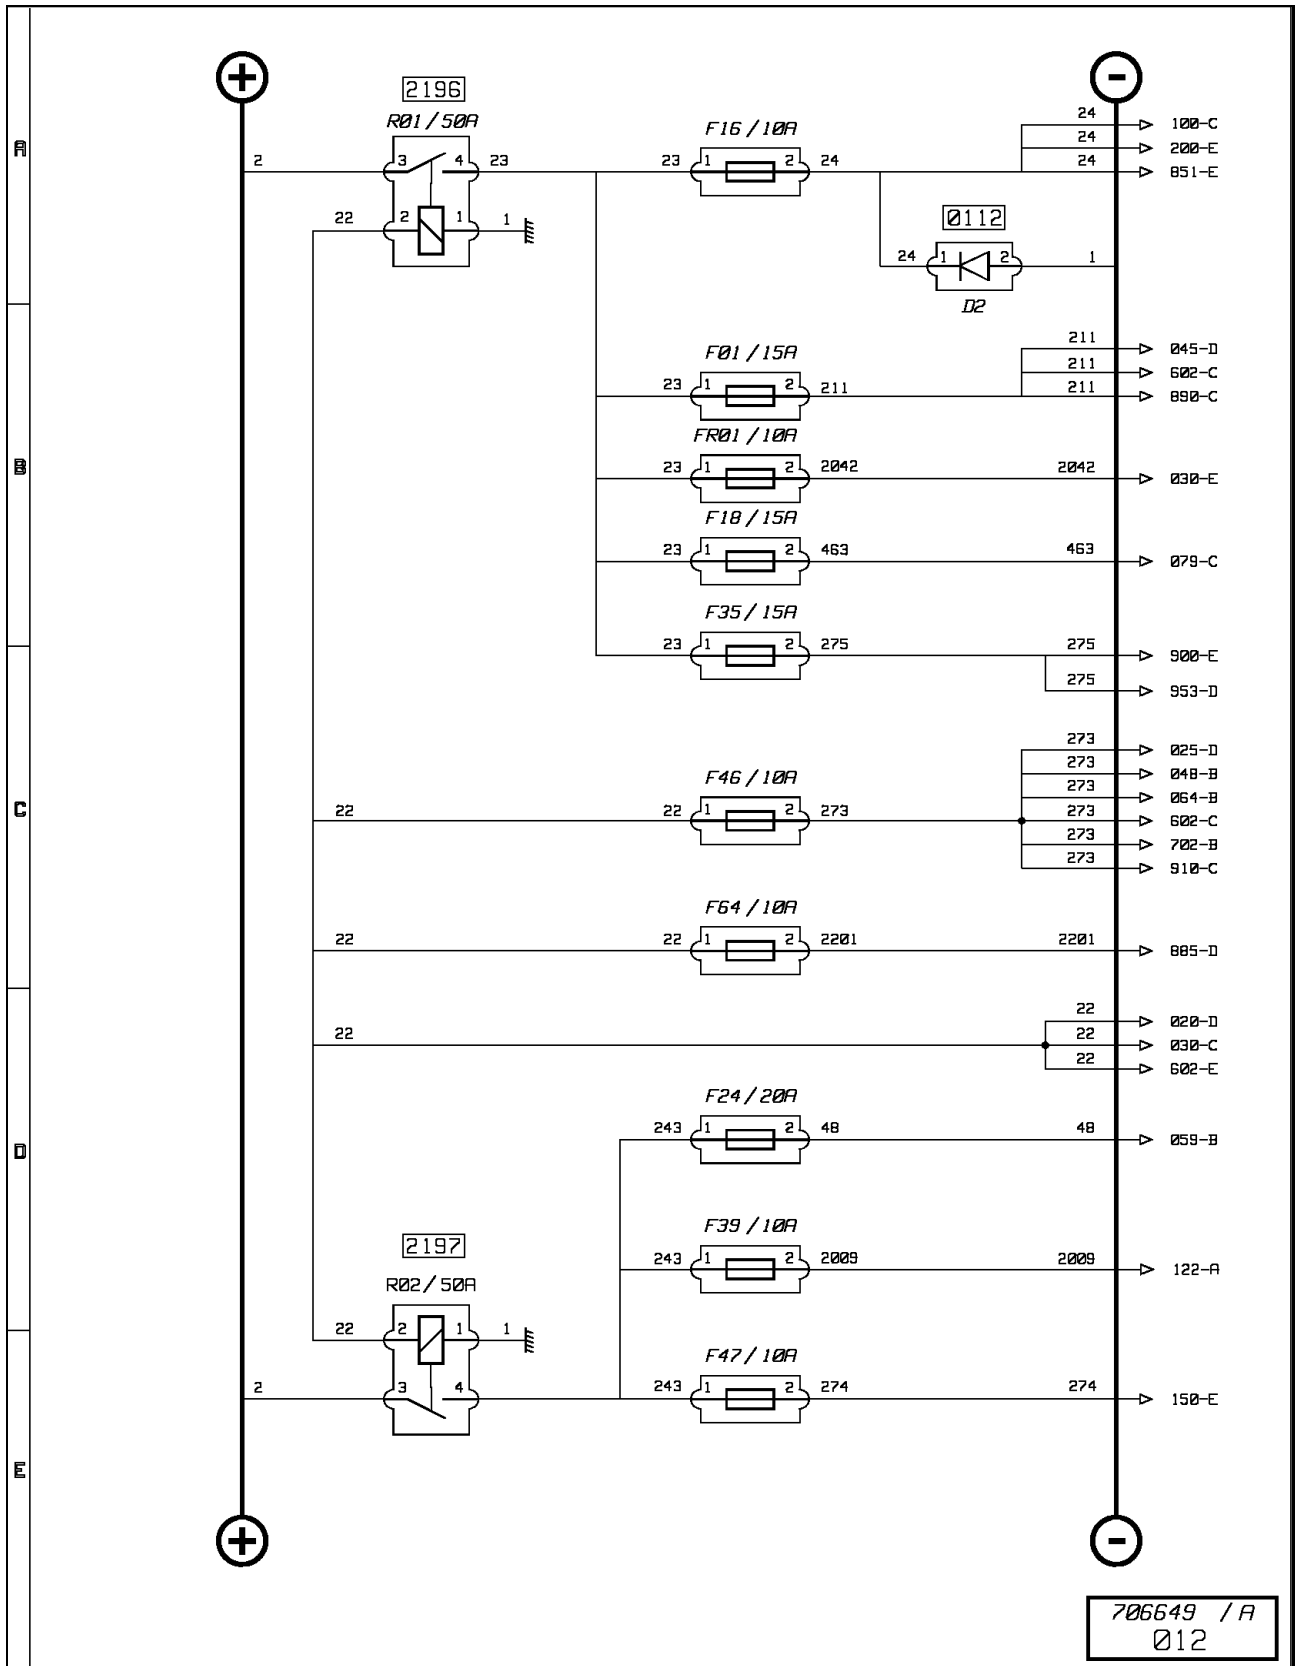 + -
2196
R01/50A
F16/10A
24 100-C
A
24 200-E
2 3 4 23 23 1 2 24 24 851-E
22 2 1 1
0112
24 1 2 1
D2
211 045-D
F01/15A
211 602-C
23 1 2 211 211 890-C
FR01/10A
B
23 1 2 2042 2042 030-E
F18/15A
23 1 2 463 463 079-C
F35/15A
23 1 2 275 275 900-E
275 953-D
273 025-D
F46/10A
273 048-B
273 064-B
C
22 22 1 2 273 273 602-C
273 702-B
273 910-C
F64/10A
22 22 1 2 2201 2201 885-D
22 020-D
22 22 030-C
22 602-E
F24/20A
D
243 1 2 48 48 059-B
F39/10A
2197
243 1 2 2009 2009 122-A
R02/50A
22 2 1 1
F47/10A
2 3 4 243 1 2 274 274 150-E
E
+ -
706649 /A
012